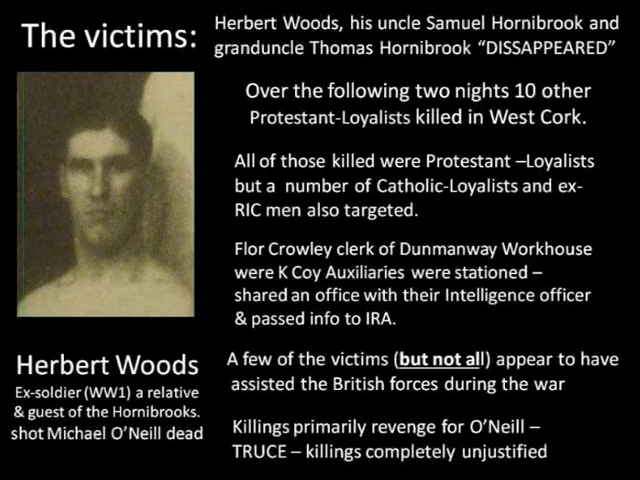 The victims:
Herbert Woods, his uncle Samuel Hornibrook and
granduncle Thomas Hornibrook “DISSAPPEARED”
Over the following two nights 10 other
Protestant-Loyalists killed in West Cork.
All of those killed were Protestant –Loyalists
but a number of Catholic-Loyalists and ex-
RIC men also targeted.
Flor Crowley clerk of Dunmanway Workhouse
were K Coy Auxiliaries were stationed –
shared an office with their Intelligence officer
& passed info to IRA.
A few of the victims (but not all) appear to have
assisted the British forces during the war
Killings primarily revenge for O’Neill –
TRUCE – killings completely unjustified
Herbert Woods
Ex-soldier (WW1) a relative
& guest of the Hornibrooks.
shot Michael O’Neill dead